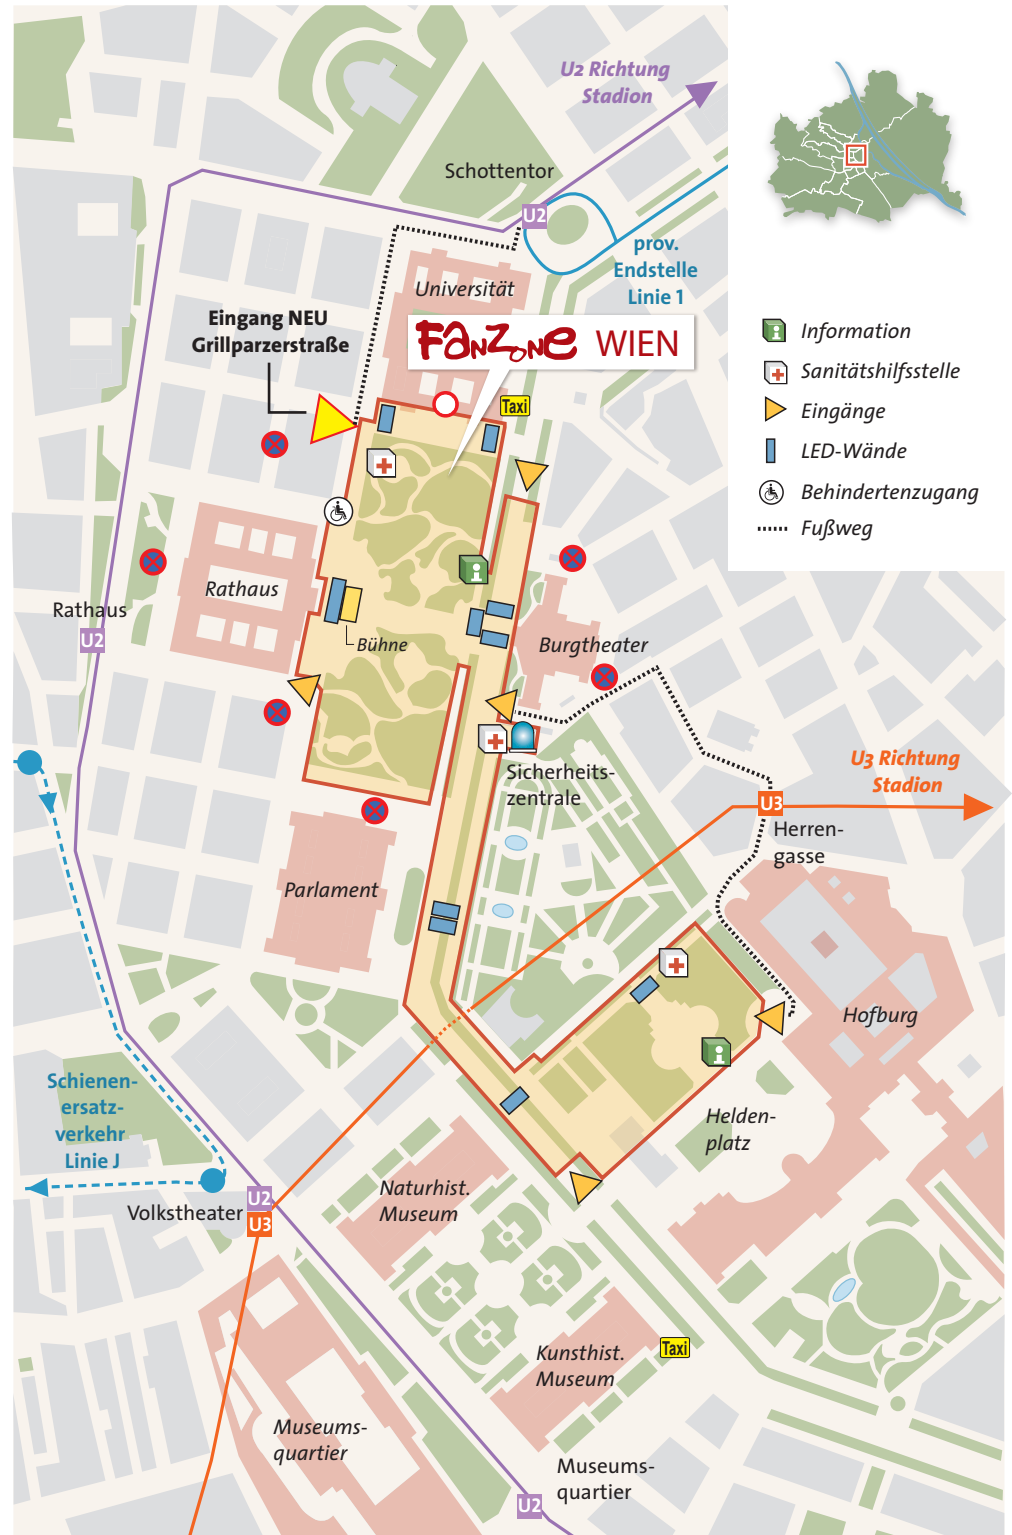 U2 Richtung
Stadion
Schottentor
U2
prov.
Endstelle
Linie 1
Universität
Eingang NEU
Grillparzerstraße
FanZone WIEN
Taxi
Information
Sanitätshilfsstelle
Eingänge
LED-Wände
Behindertenzugang
Fußweg
Rathaus
Rathaus
U2
Bühne
Burgtheater
Sicherheits-
zentrale
U3 Richtung
Stadion
U3
Herren-
gasse
Parlament
Hofburg
Schienen-
ersatz-
verkehr
Linie J
Helden-
platz
Naturhist.
Museum
Volkstheater
U2
U3
Kunsthist.
Museum
Taxi
Museums-
quartier
Museums-
quartier
U2